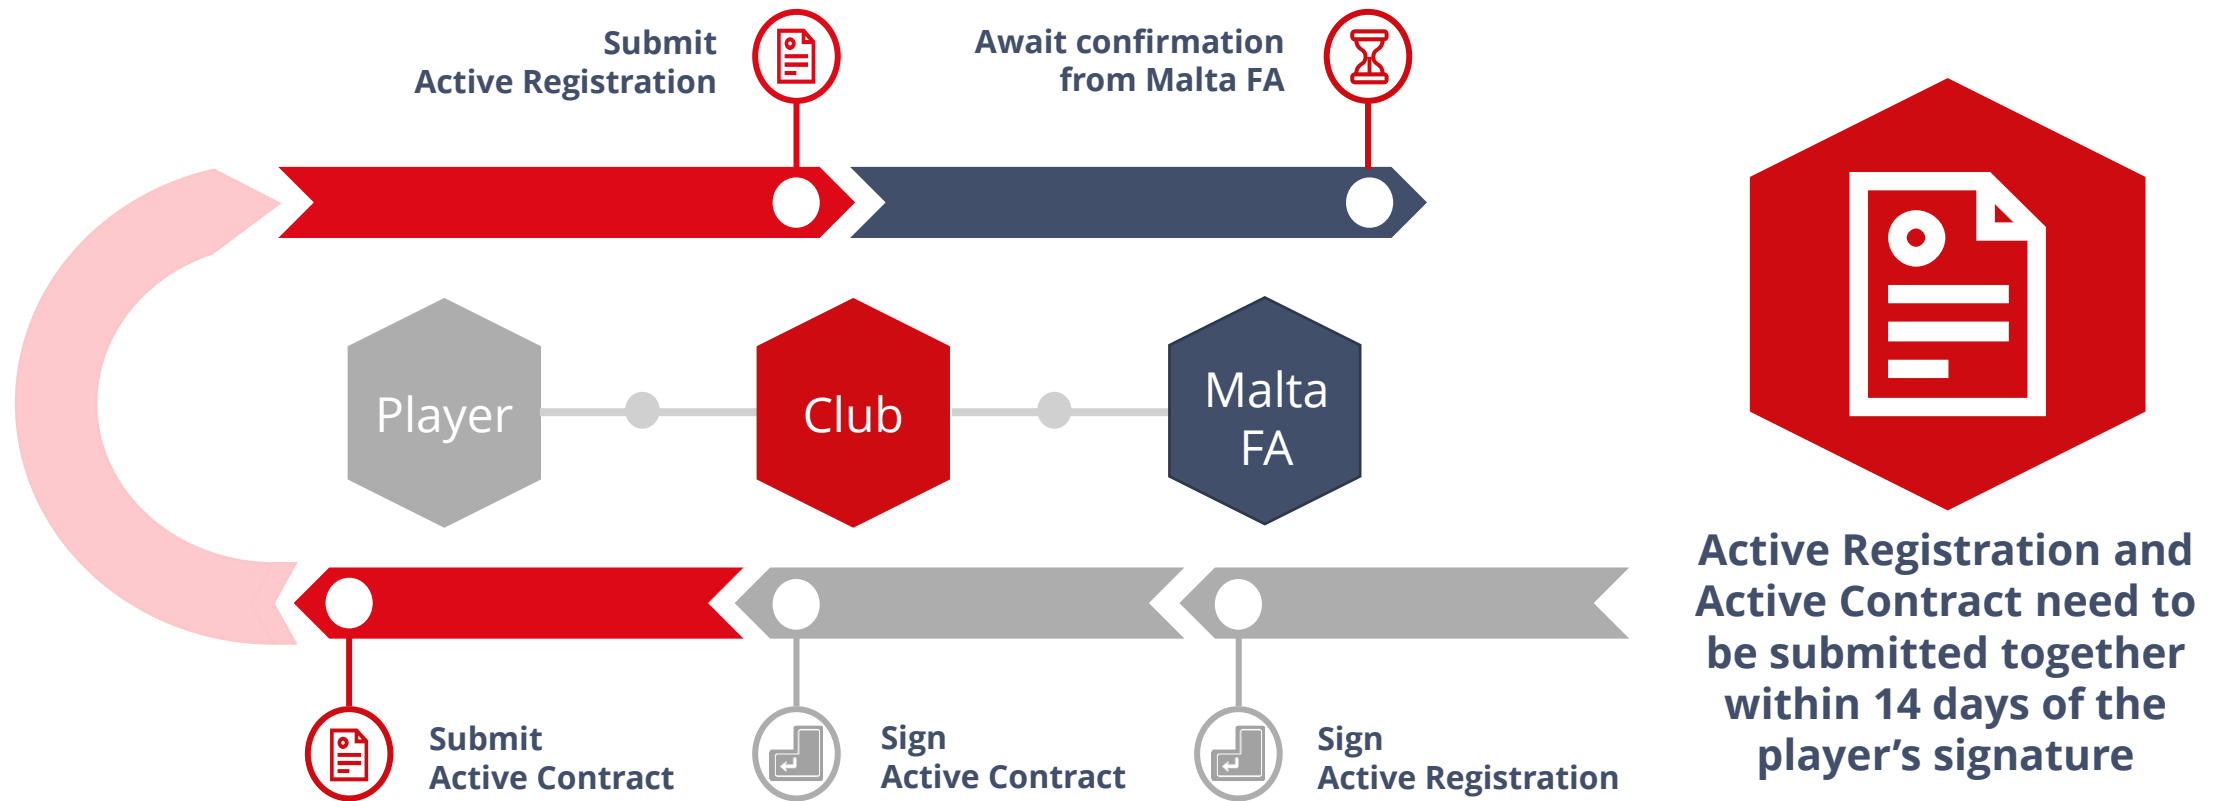 Submit
Active Registration
Await confirmation
from Malta FA
Player
Club
Malta
FA
Submit
Active Contract
Sign
Active Contract
Sign
Active Registration
Active Registration and
Active Contract need to
be submitted together
within 14 days of the
player’s signature